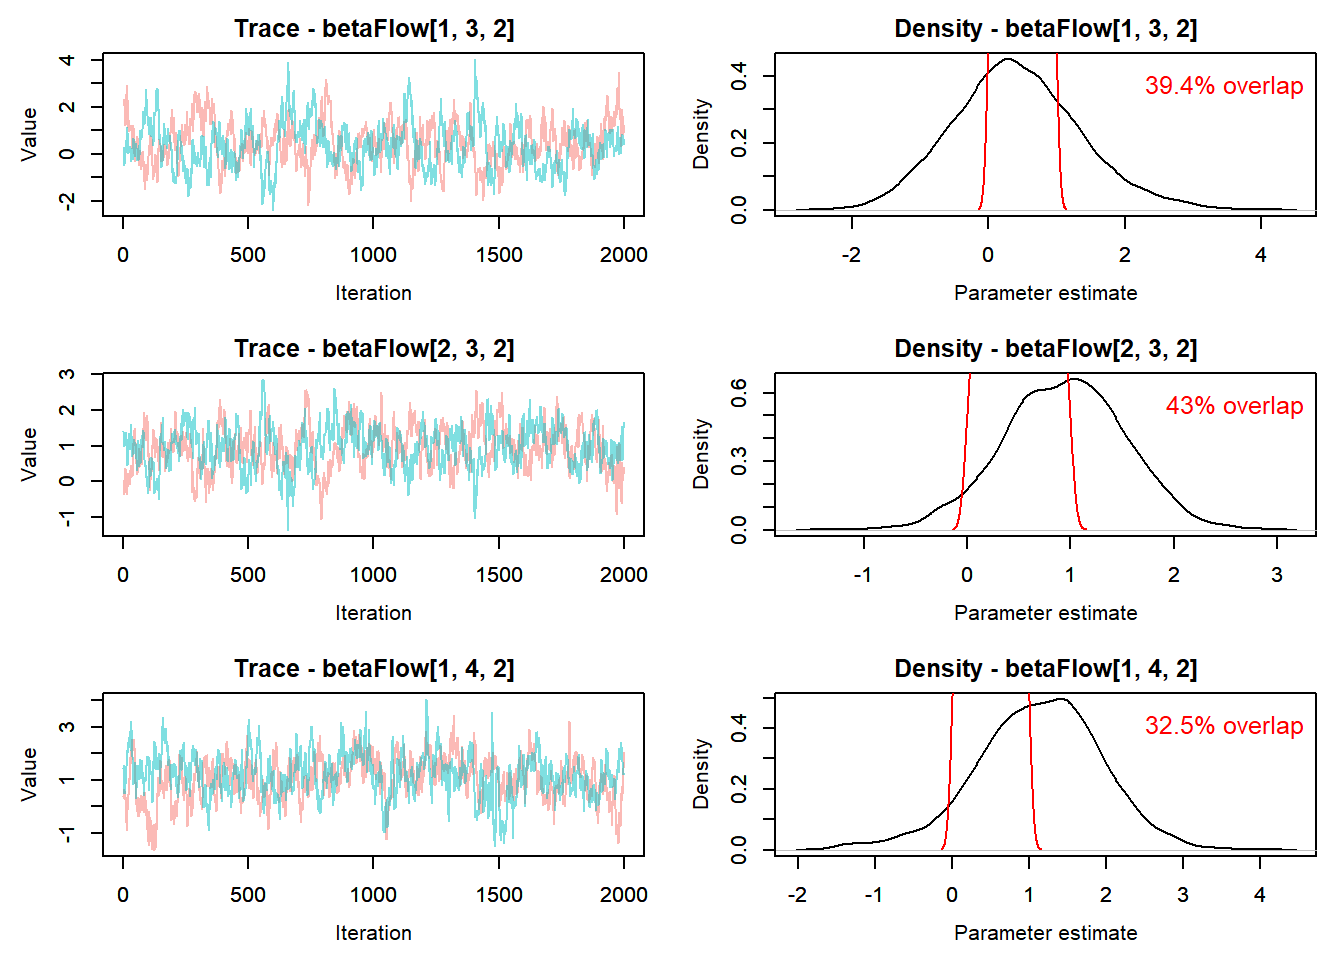 Trace - betaFlow[1, 3, 2]
Value
4
2
0
-2
0 500 1000 1500 2000
Iteration
Density - betaFlow[1, 3, 2]
39.4% overlap
Density
0.4
0.2
0.0
-2 0 2 4
Parameter estimate
Trace - betaFlow[2, 3, 2]
Value
3
2
1
0
-1
0 500 1000 1500 2000
Iteration
Density - betaFlow[2, 3, 2]
43% overlap
Density
0.6
0.3
0.0
-1 0 1 2 3
Parameter estimate
Trace - betaFlow[1, 4, 2]
Value
3
1
-1
0 500 1000 1500 2000
Iteration
Density - betaFlow[1, 4, 2]
32.5% overlap
Density
0.4
0.2
0.0
-2 -1 0 1 2 3 4
Parameter estimate